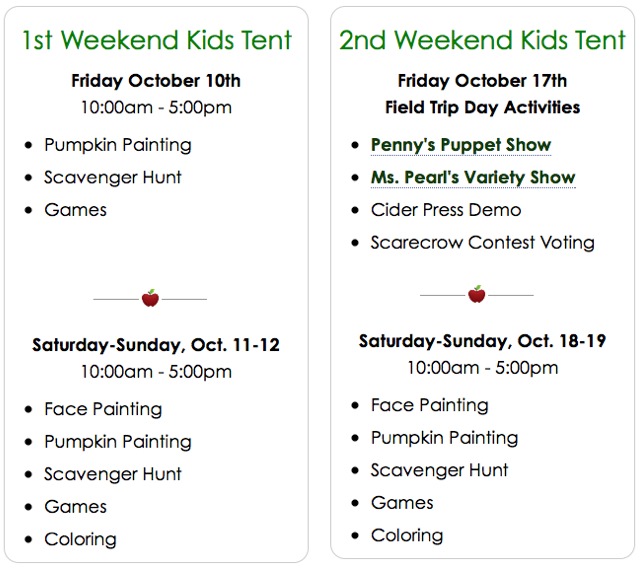 1st Weekend Kids Tent
Friday October 10th
10:00am - 5:00pm
Pumpkin Painting
Scavenger Hunt
Games
Saturday-Sunday, Oct. 11-12
10:00am - 5:00pm
Face Painting
Pumpkin Painting
Scavenger Hunt
Games
Coloring
2nd Weekend Kids Tent
Friday October 17th
Field Trip Day Activities
Penny's Puppet Show
Ms. Pearl's Variety Show
Cider Press Demo
Scarecrow Contest Voting
Saturday-Sunday, Oct. 18-19
10:00am - 5:00pm
Face Painting
Pumpkin Painting
Scavenger Hunt
Games
Coloring